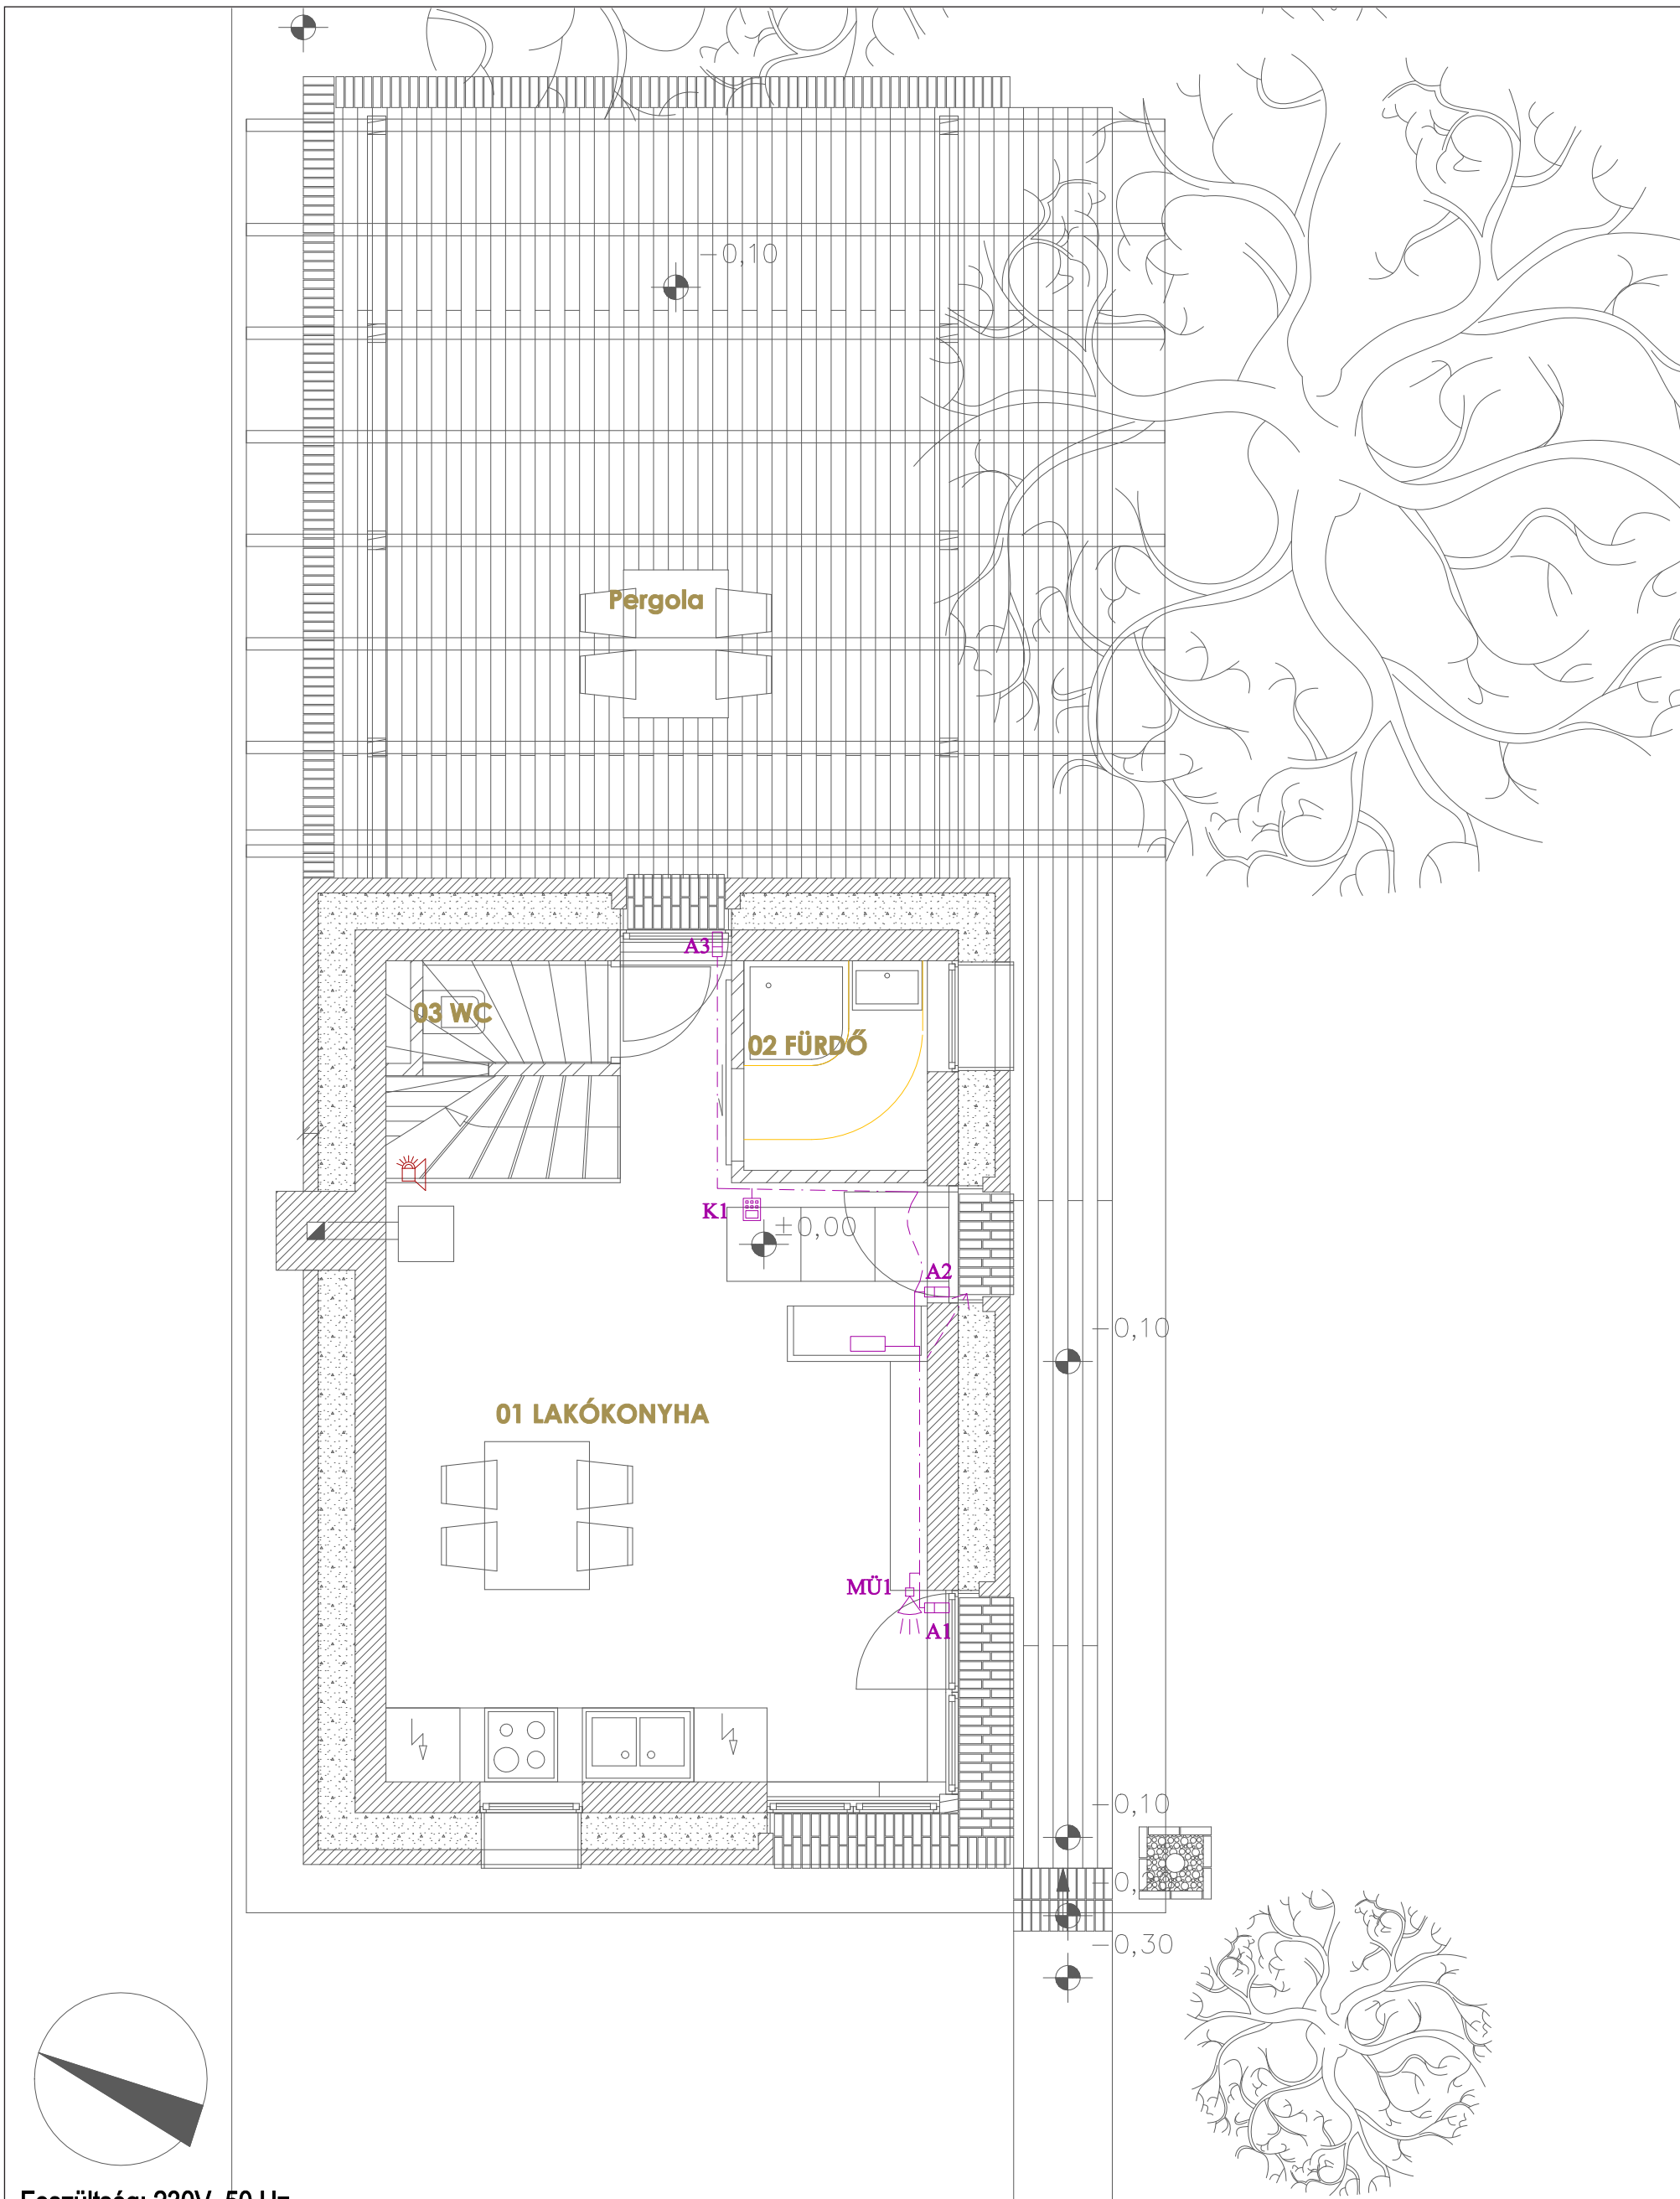 -0,10
Pergola
A3
03 WC
02 FÜRDŐ
K1
±0,00
A2
-0,10
01 LAKÓKONYHA
MÜ1
A1
-0,10
-0,30